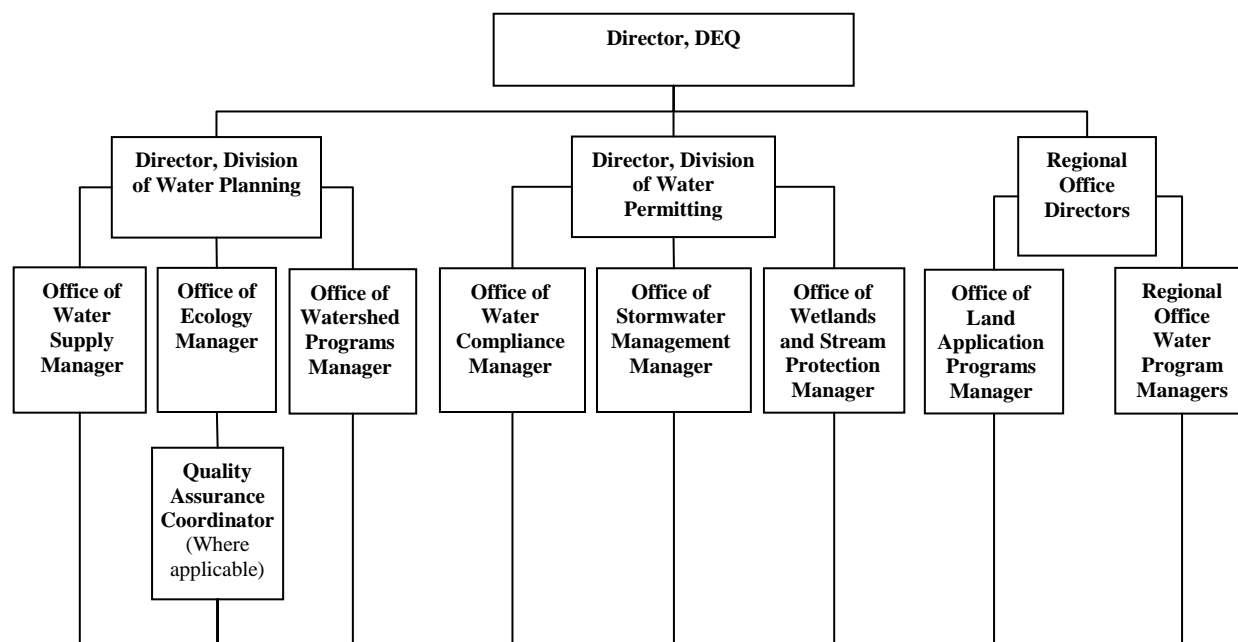 Director, DEQ
Director, Division
of Water Planning
Director, Division
of Water
Permitting
Regional
Office
Directors
Office of
Water
Supply
Manager
Office of
Ecology
Manager
Office of
Watershed
Programs
Manager
Office of
Water
Compliance
Manager
Office of
Stormwater
Management
Manager
Office of
Wetlands
and Stream
Protection
Manager
Office of
Land
Application
Programs
Manager
Regional
Office
Water
Program
Managers
Quality
Assurance
Coordinator
(Where
applicable)